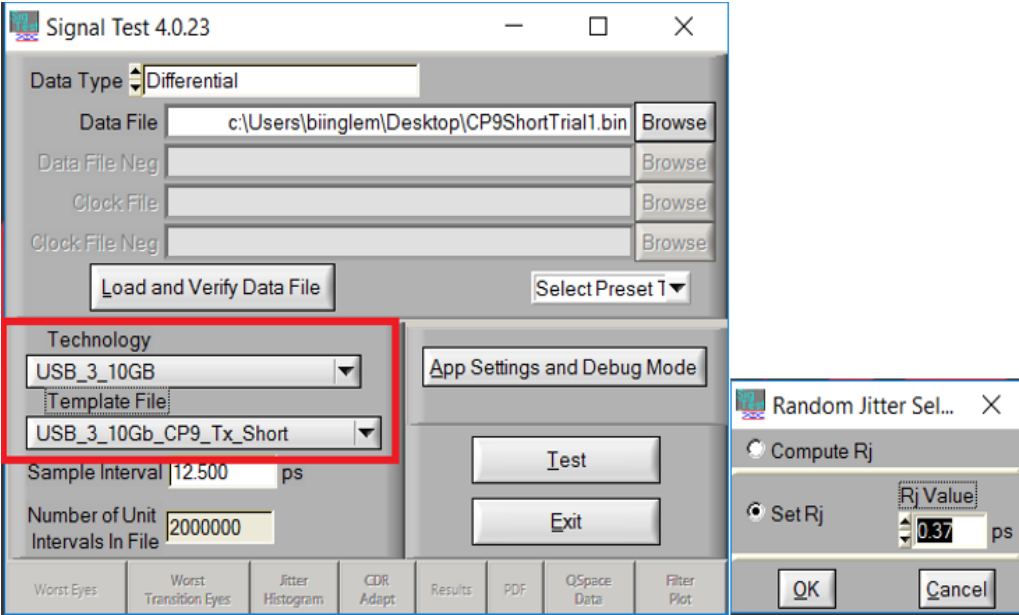 Signal Test 4.0.23
Data Type Differential
Data File c:\Users\biinglem\Desktop\CP9ShortTrial1.bin Browse
Data File Neg Browse
Clock File Browse
Clock File Neg Browse
Load and Verify Data File
Select Preset T
Technology
USB_3_10GB
Template File
USB_3_10Gb_CP9_Tx_Short
Sample Interval 12.500 ps
Number of Unit
Intervals In File 2000000
App Settings and Debug Mode
Test
Exit
Worst Eyes
Worst
Transition Eyes
Jitter
Histogram
CDR
Adapt
Results
PDF
QSpace
Data
Filter
Plot
Random Jitter Sel...
Compute Rj
Set Rj
Rj Value
0.37 ps
OK
Cancel